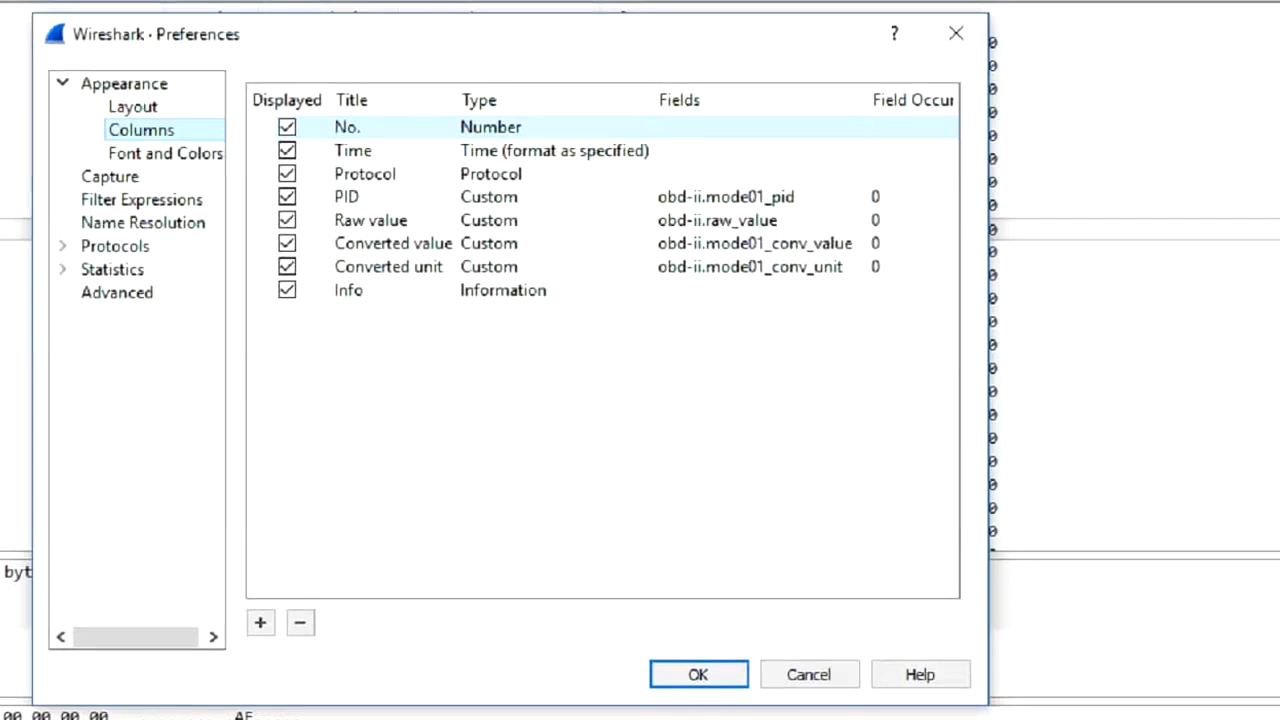 Wireshark · Preferences ?
Appearance
Layout
Columns
Font and Colors
Capture
Filter Expressions
Name Resolution
Protocols
Statistics
Advanced
Displayed Title Type Fields Field Occur
No. Number
Time Time (format as specified)
Protocol Protocol
PID Custom obd-ii.mode01_pid 0
Raw value Custom obd-ii.raw_value 0
Converted value Custom obd-ii.mode01_conv_value 0
Converted unit Custom obd-ii.mode01_conv_unit 0
Info Information
+ −
OK Cancel Help
byt
00 00 00 00